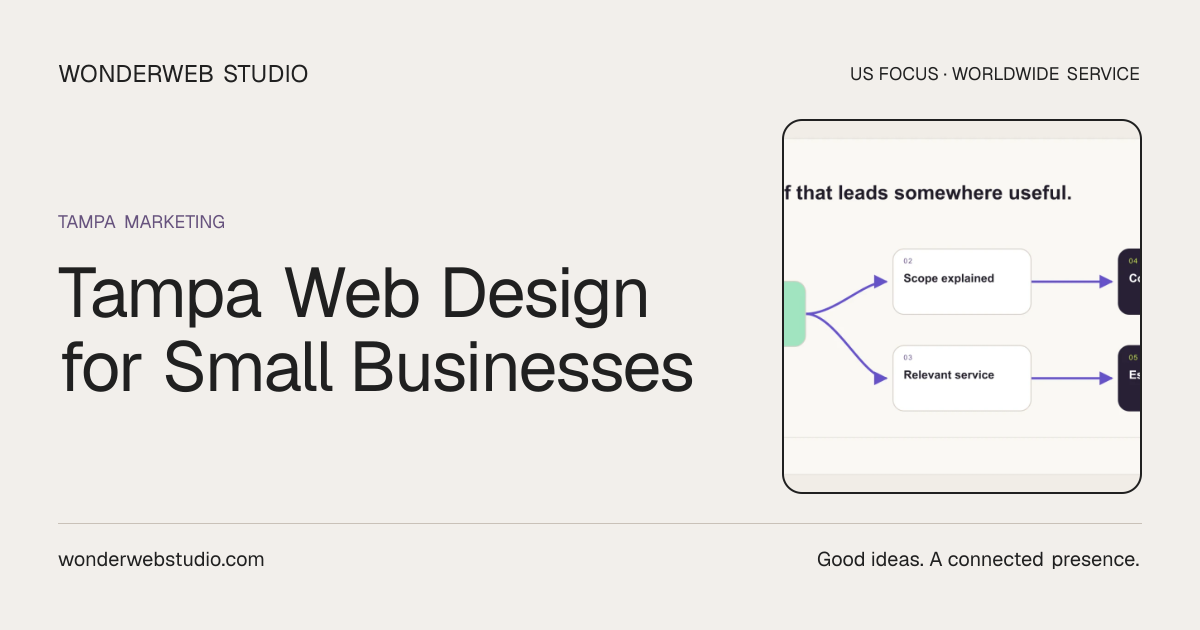 WONDERWEB STUDIO
US FOCUS · WORLDWIDE SERVICE
TAMPA MARKETING
Tampa Web Design
for Small Businesses
f that leads somewhere useful.
02
Scope explained
04
03
Relevant service
05
wonderwebstudio.com
Good ideas. A connected presence.